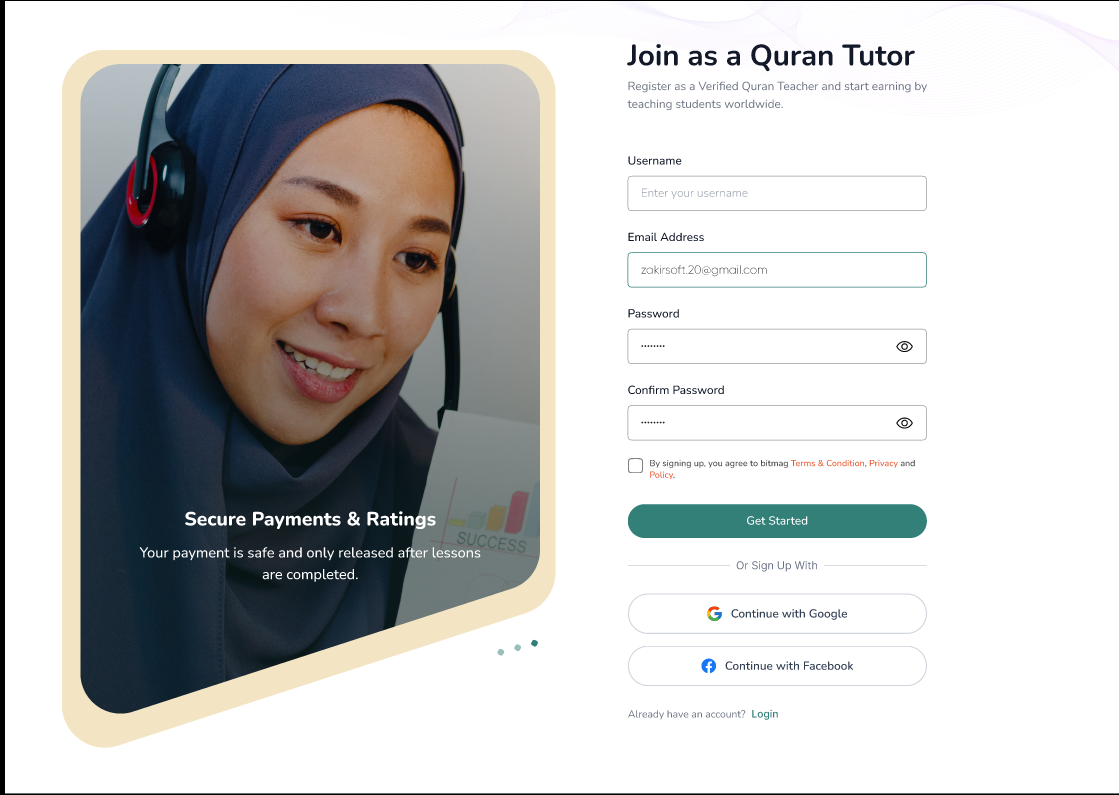 Join as a Quran Tutor
Register as a Verified Quran Teacher and start earning by
teaching students worldwide.
Username
Enter your username
Email Address
zakirsoft.20@gmail.com
Password
••••••••
Confirm Password
••••••••
By signing up, you agree to bitmag Terms & Condition, Privacy and
Policy.
Get Started
Or Sign Up With
Continue with Google
Continue with Facebook
Already have an account? Login
SUCCESS
Secure Payments & Ratings
Your payment is safe and only released after lessons
are completed.